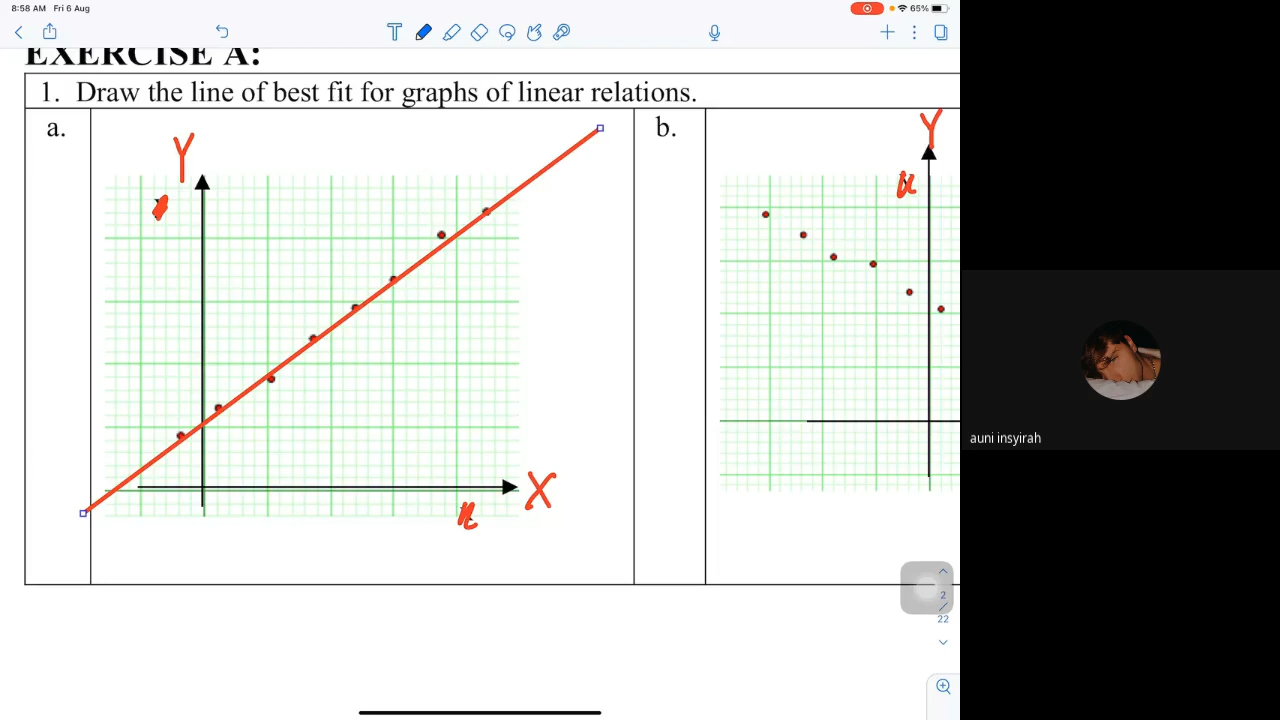 8:58 AM Fri 6 Aug
65%
EXERCISE A:
1. Draw the line of best fit for graphs of linear relations.
a.
b.
Y
Y
X
auni insyirah
2
/
22